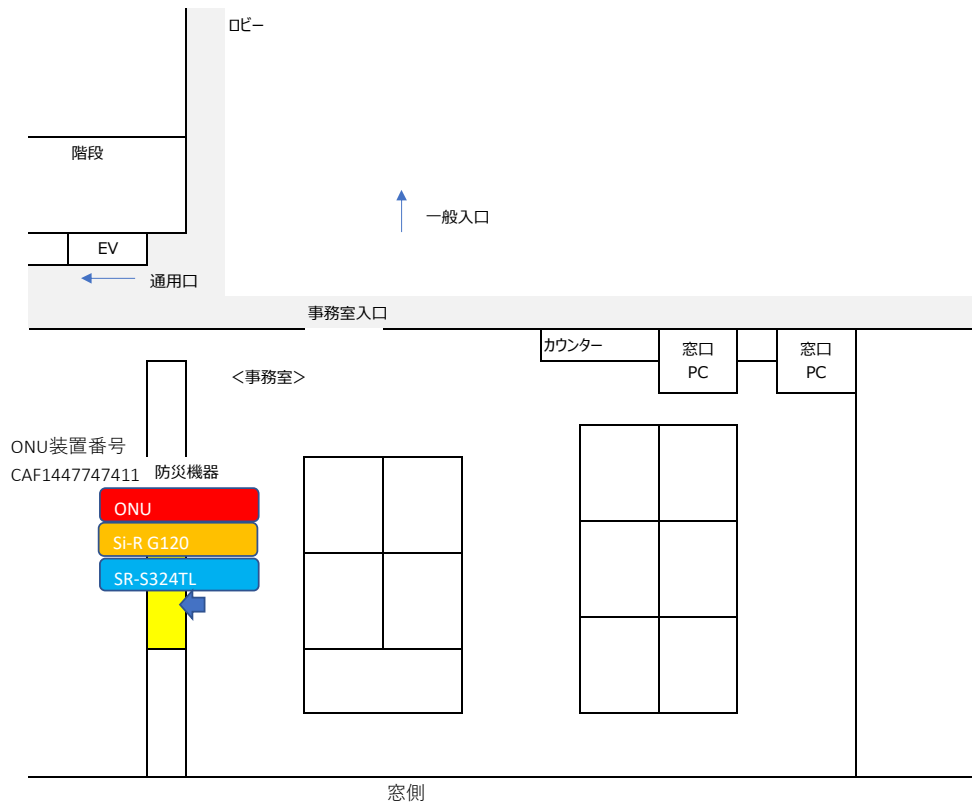 ロビー
階段
一般入口
EV
通用口
事務室入口
カウンター
窓口
PC
窓口
PC
<事務室>
ONU装置番号
CAF1447747411
防災機器
ONU
Si-R G120
SR-S324TL
窓側